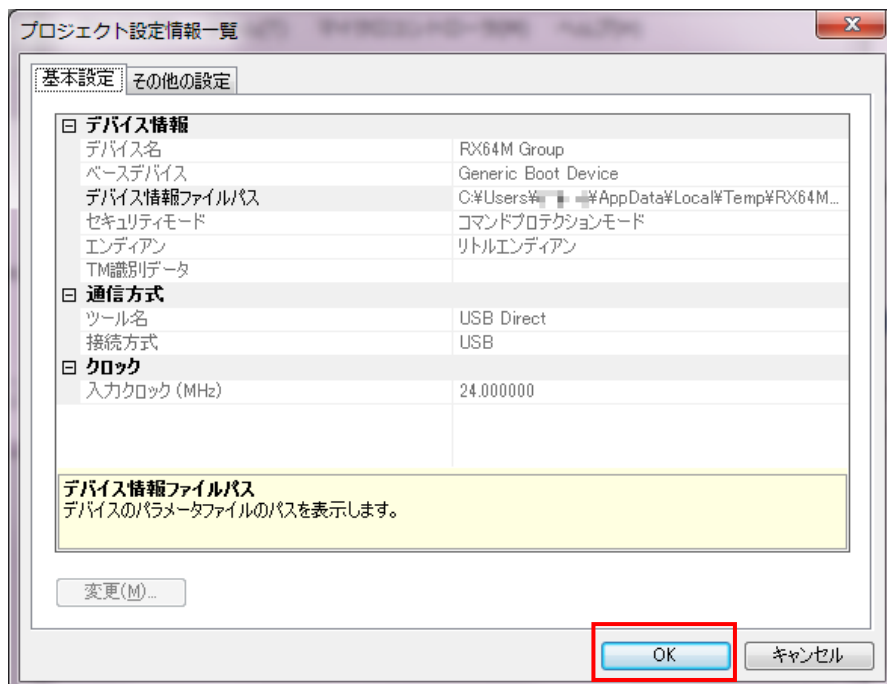 プロジェクト設定情報一覧
基本設定 その他の設定
デバイス情報
デバイス名 RX64M Group
ベースデバイス Generic Boot Device
デバイス情報ファイルパス C:¥Users¥ ¥AppData¥Local¥Temp¥RX64M...
セキュリティモード コマンドプロテクションモード
エンディアン リトルエンディアン
TM識別データ
通信方式
ツール名 USB Direct
接続方式 USB
クロック
入力クロック (MHz) 24.000000
デバイス情報ファイルパス
デバイスのパラメータファイルのパスを表示します。
変更(M)...
OK キャンセル